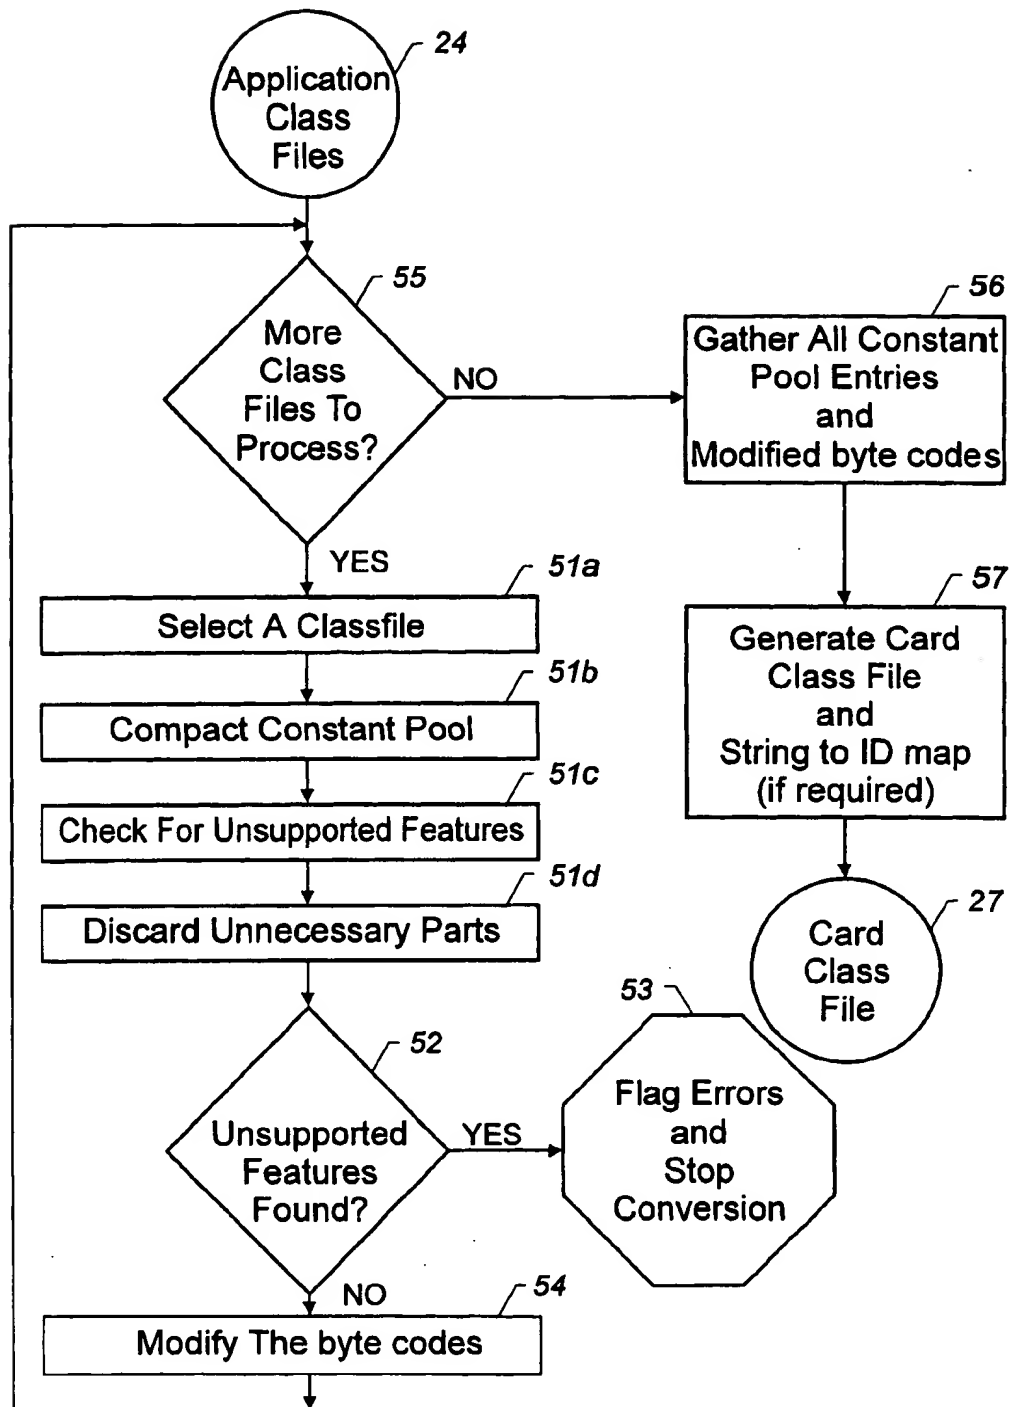 24
Application
Class
Files
55
More
Class
Files To
Process?
NO
YES
56
Gather All Constant
Pool Entries
and
Modified byte codes
51a
Select A Classfile
51b
Compact Constant Pool
51c
Check For Unsupported Features
51d
Discard Unnecessary Parts
57
Generate Card
Class File
and
String to ID map
(if required)
27
Card
Class
File
52
Unsupported
Features
Found?
YES
53
Flag Errors
and
Stop
Conversion
NO
54
Modify The byte codes